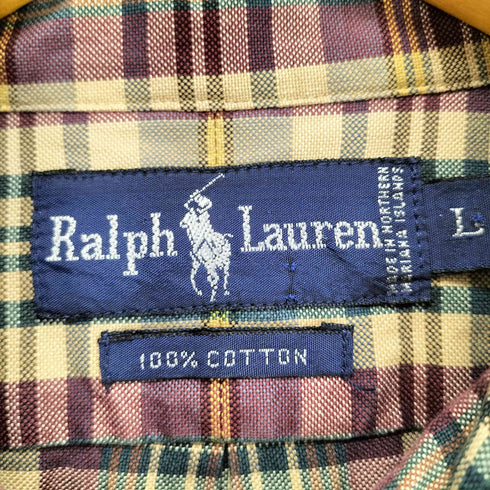 Ralph Lauren
MADE IN NORTHERN
MARIANA ISLANDS
L
100% COTTON